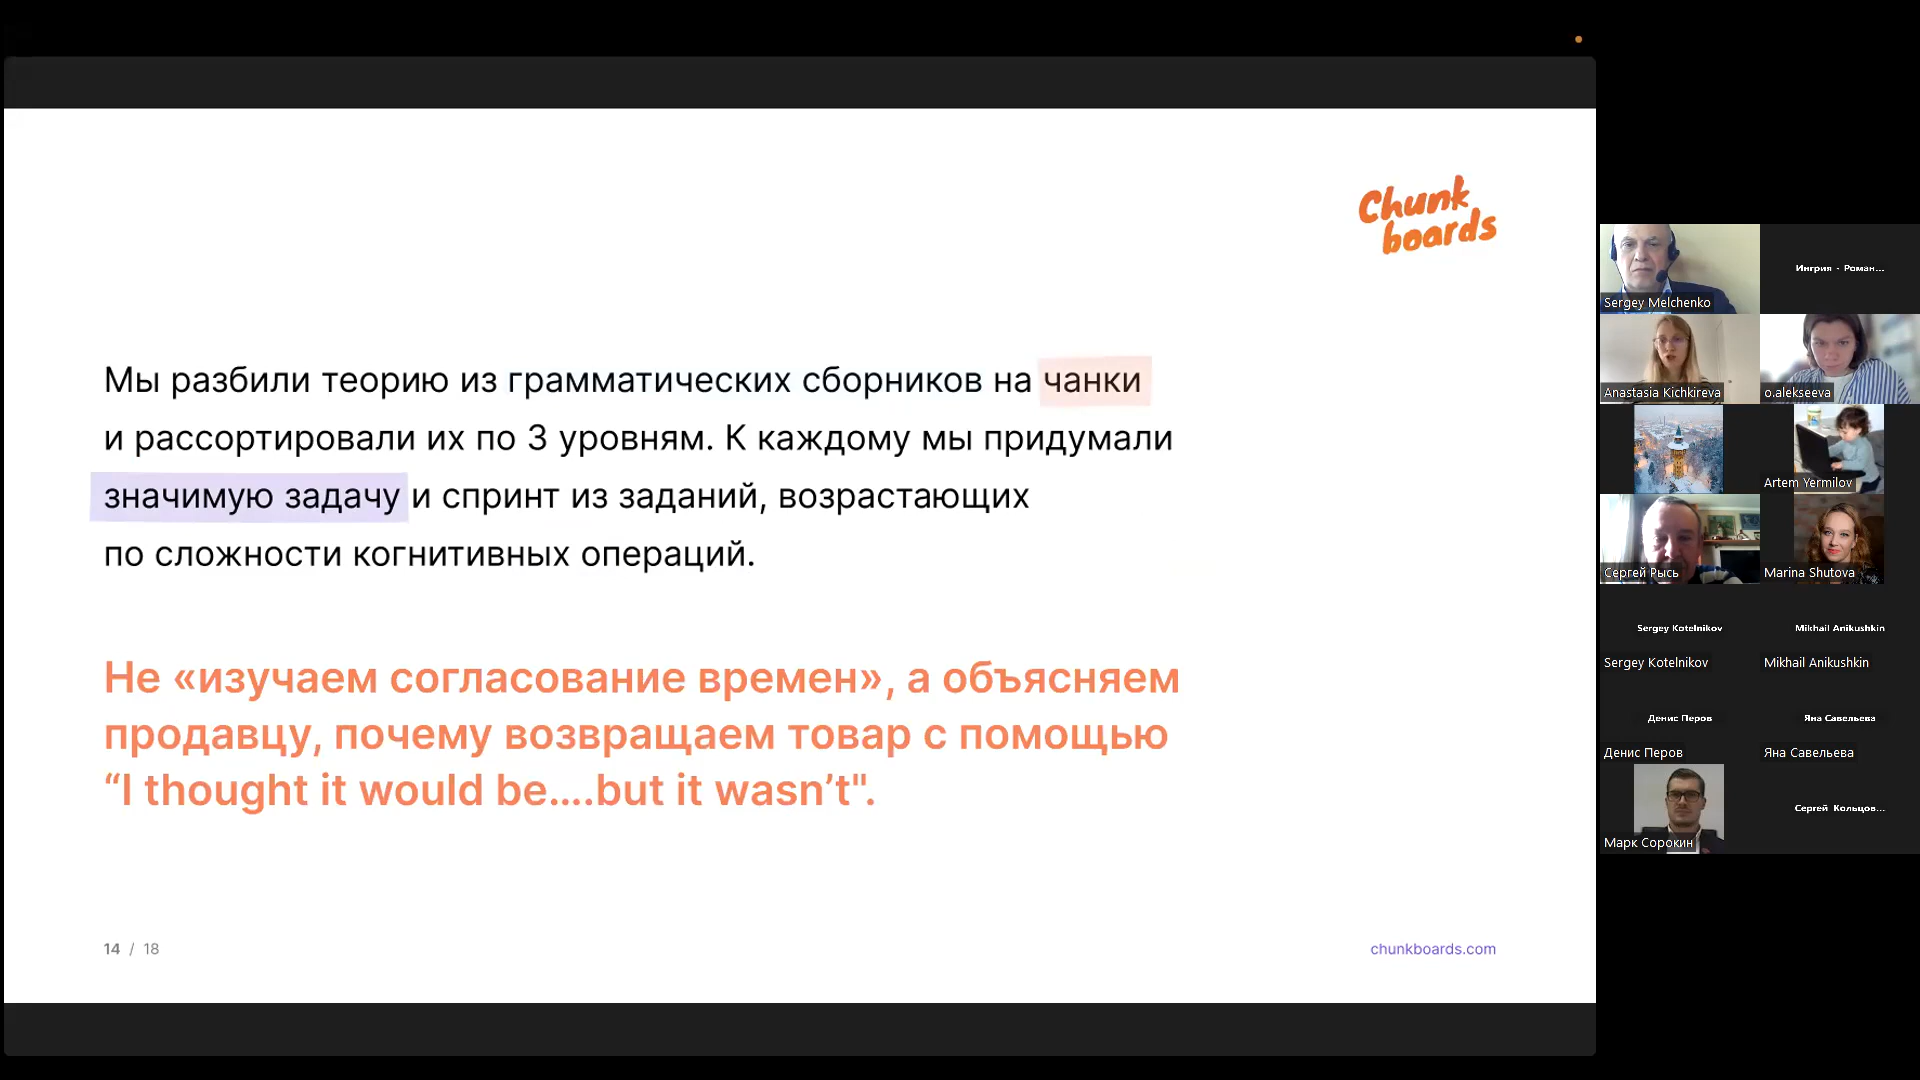 Chunk
boards
Мы разбили теорию из грамматических сборников на чанки
и рассортировали их по 3 уровням. К каждому мы придумали
значимую задачу и спринт из заданий, возрастающих
по сложности когнитивных операций.
Не «изучаем согласование времен», а объясняем
продавцу, почему возвращаем товар с помощью
“I thought it would be....but it wasn’t".
14 / 18
chunkboards.com
Sergey Melchenko
Ингрия - Роман...
Anastasia Kichkireva
o.alekseeva
Artem Yermilov
Сергей Рысь
Marina Shutova
Sergey Kotelnikov
Mikhail Anikushkin
Sergey Kotelnikov
Mikhail Anikushkin
Денис Перов
Яна Савельева
Денис Перов
Яна Савельева
Марк Сорокин
Сергей Кольцов...